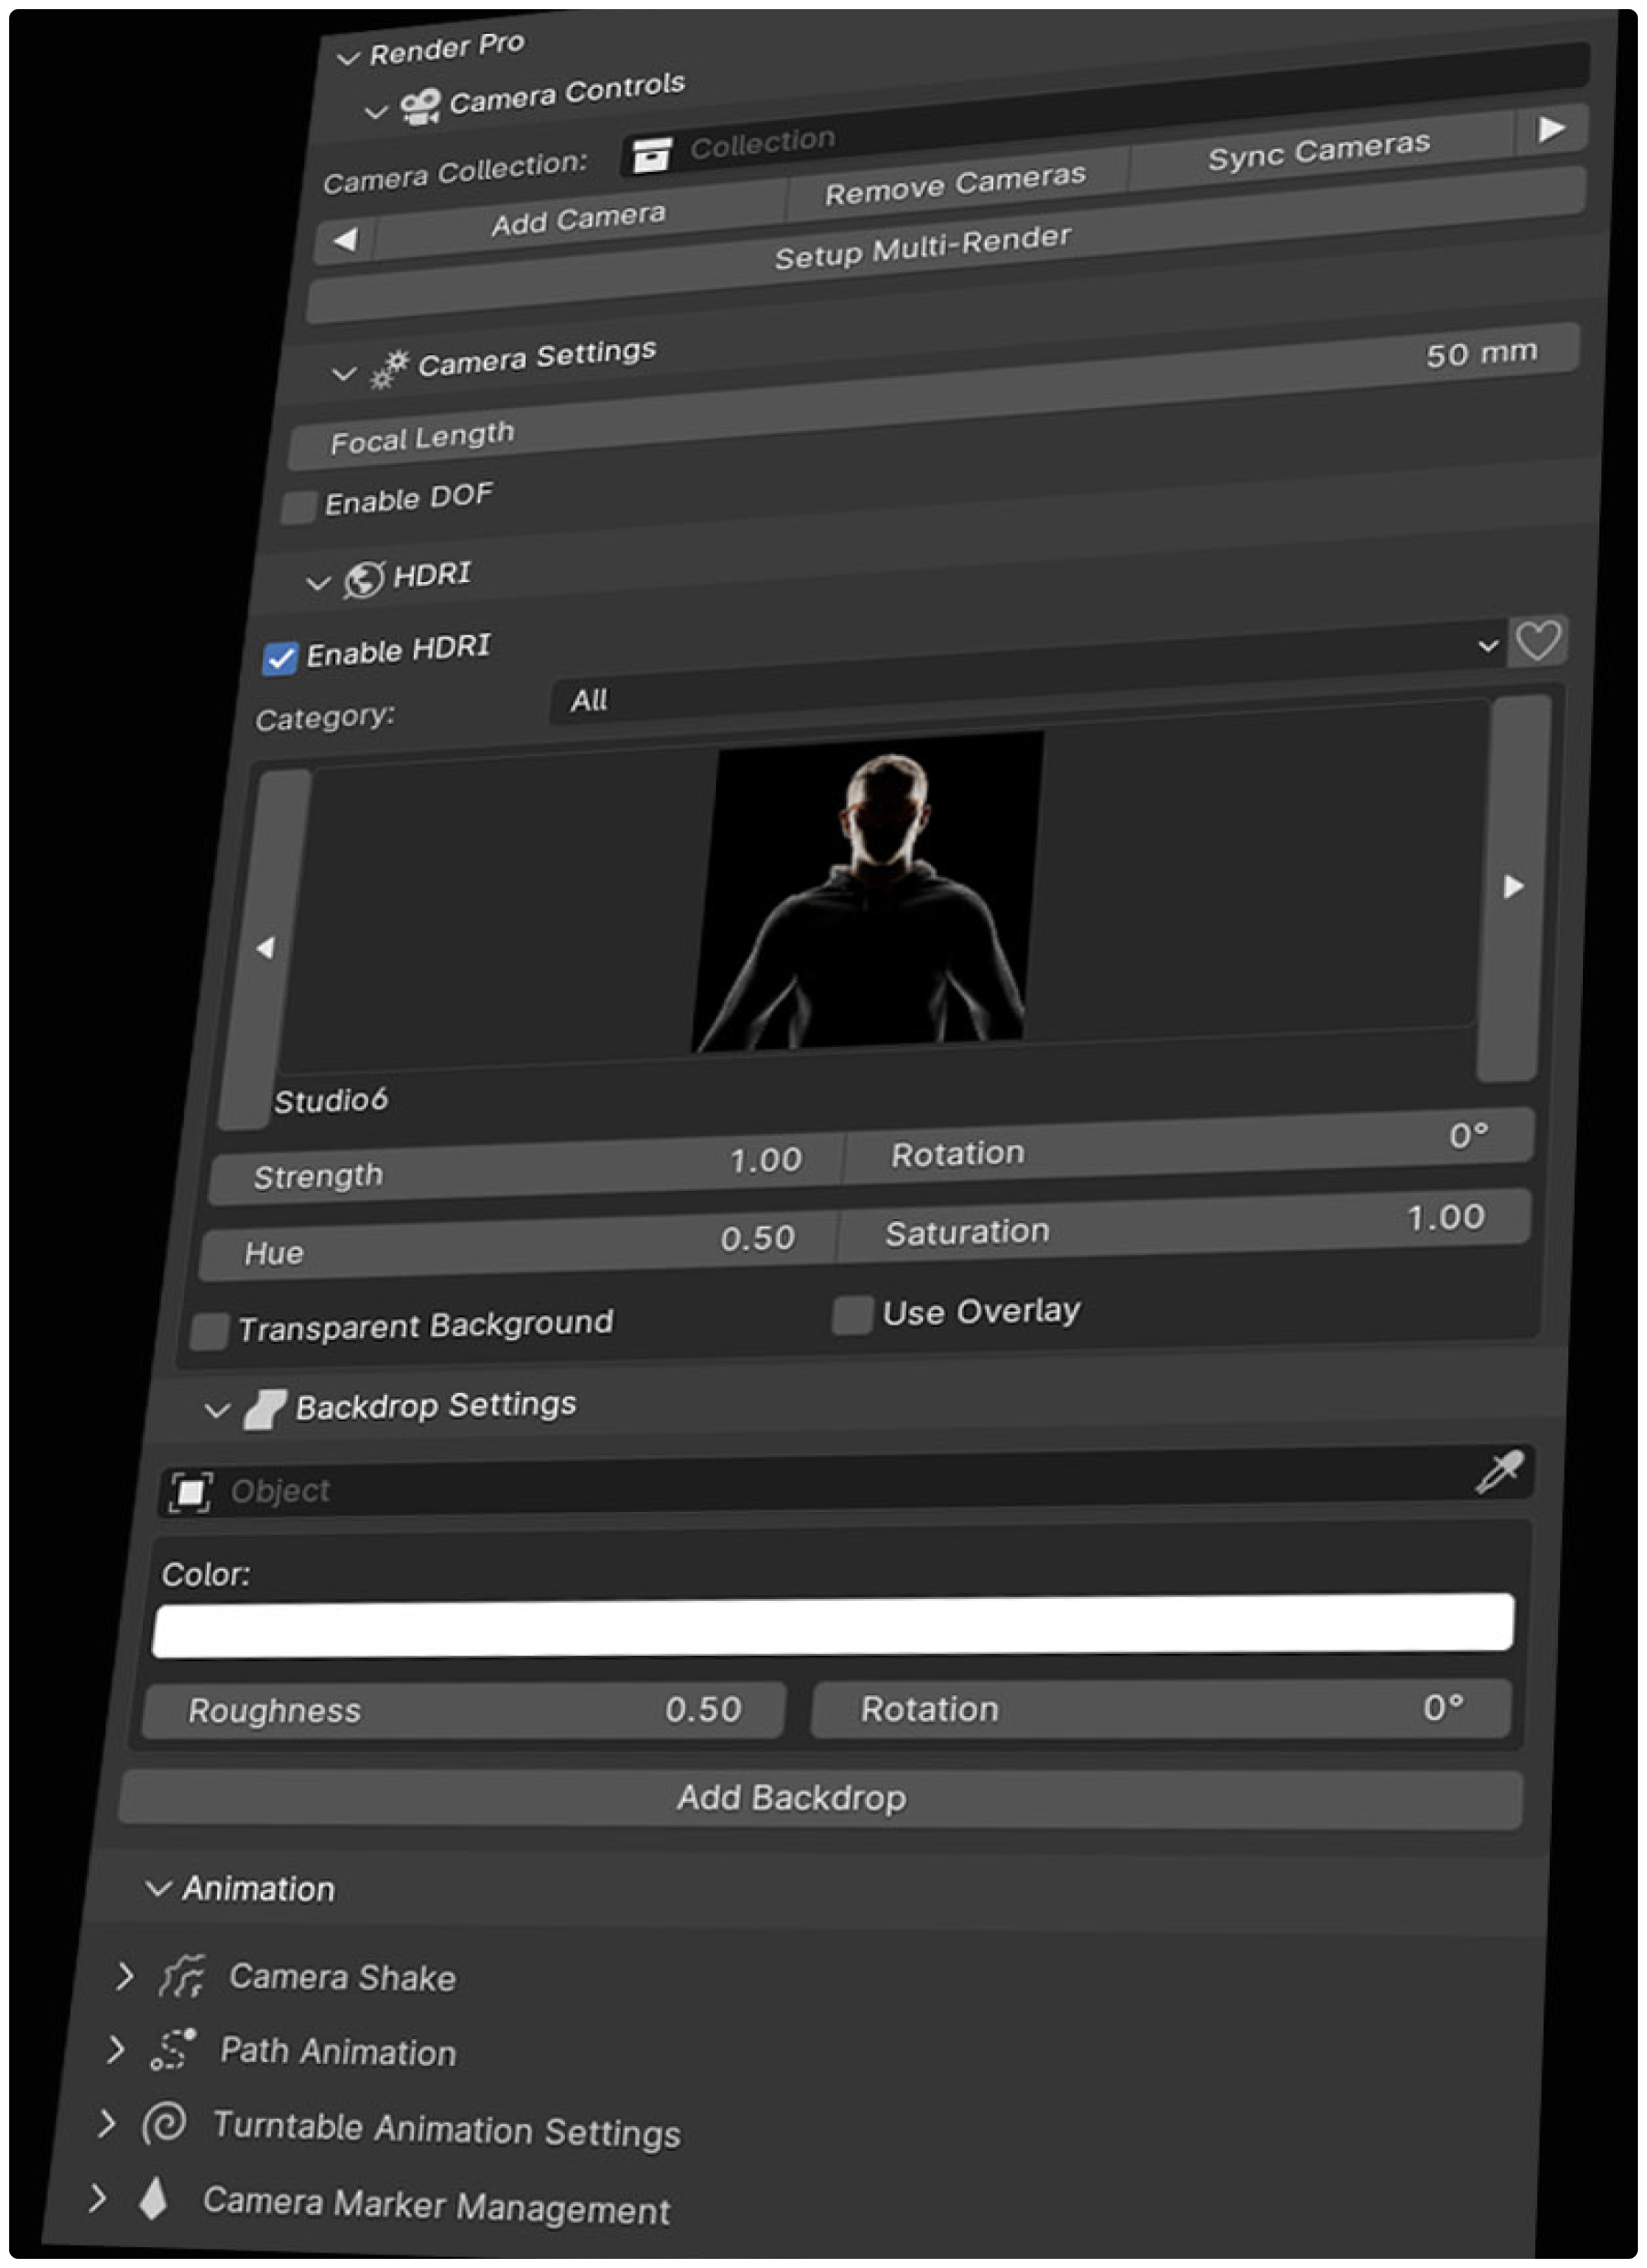 Render Pro
Camera Controls
Camera Collection: Collection
Add Camera Remove Cameras Sync Cameras
Setup Multi-Render
Camera Settings
Focal Length 50 mm
Enable DOF
HDRI
Enable HDRI
Category: All
Studio6
Strength 1.00 Rotation 0°
Hue 0.50 Saturation 1.00
Transparent Background Use Overlay
Backdrop Settings
Object
Color:
Roughness 0.50 Rotation 0°
Add Backdrop
Animation
Camera Shake
Path Animation
Turntable Animation Settings
Camera Marker Management